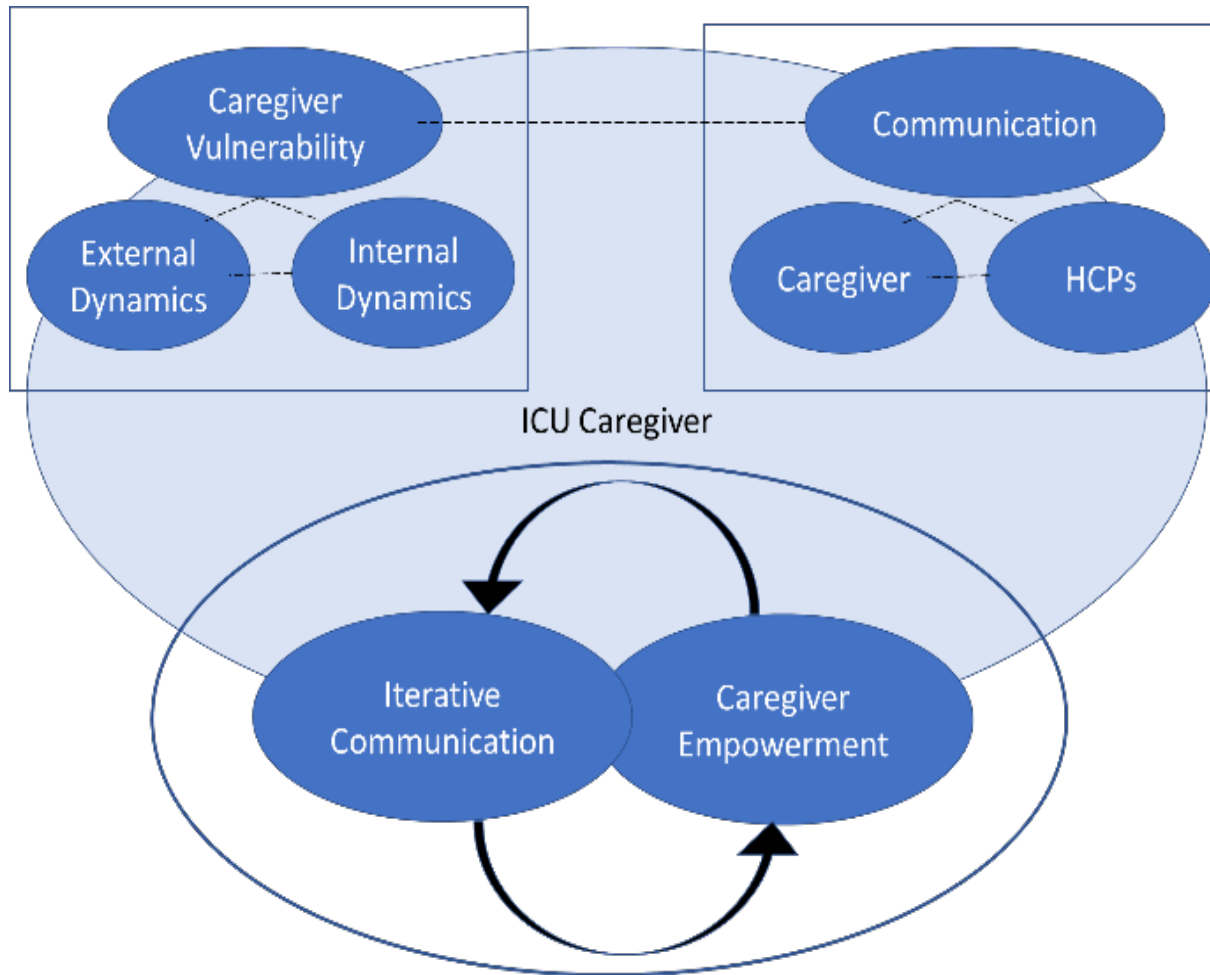 Caregiver
Vulnerability
External
Dynamics
Internal
Dynamics
Communication
Caregiver
HCPs
ICU Caregiver
Iterative
Communication
Caregiver
Empowerment